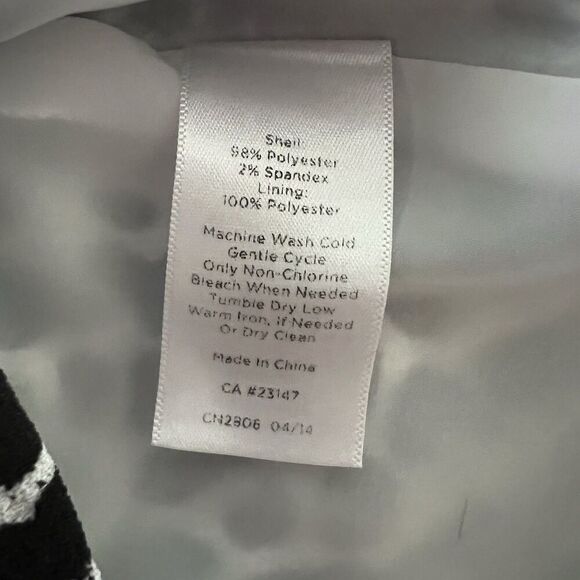 Shell:
98% Polyester
2% Spandex
Lining:
100% Polyester
Machine Wash Cold
Gentle Cycle
Only Non-Chlorine
Bleach When Needed
Tumble Dry Low
Warm Iron, If Needed
Or Dry Clean
Made In China
CA #23147
CN2806 04/14